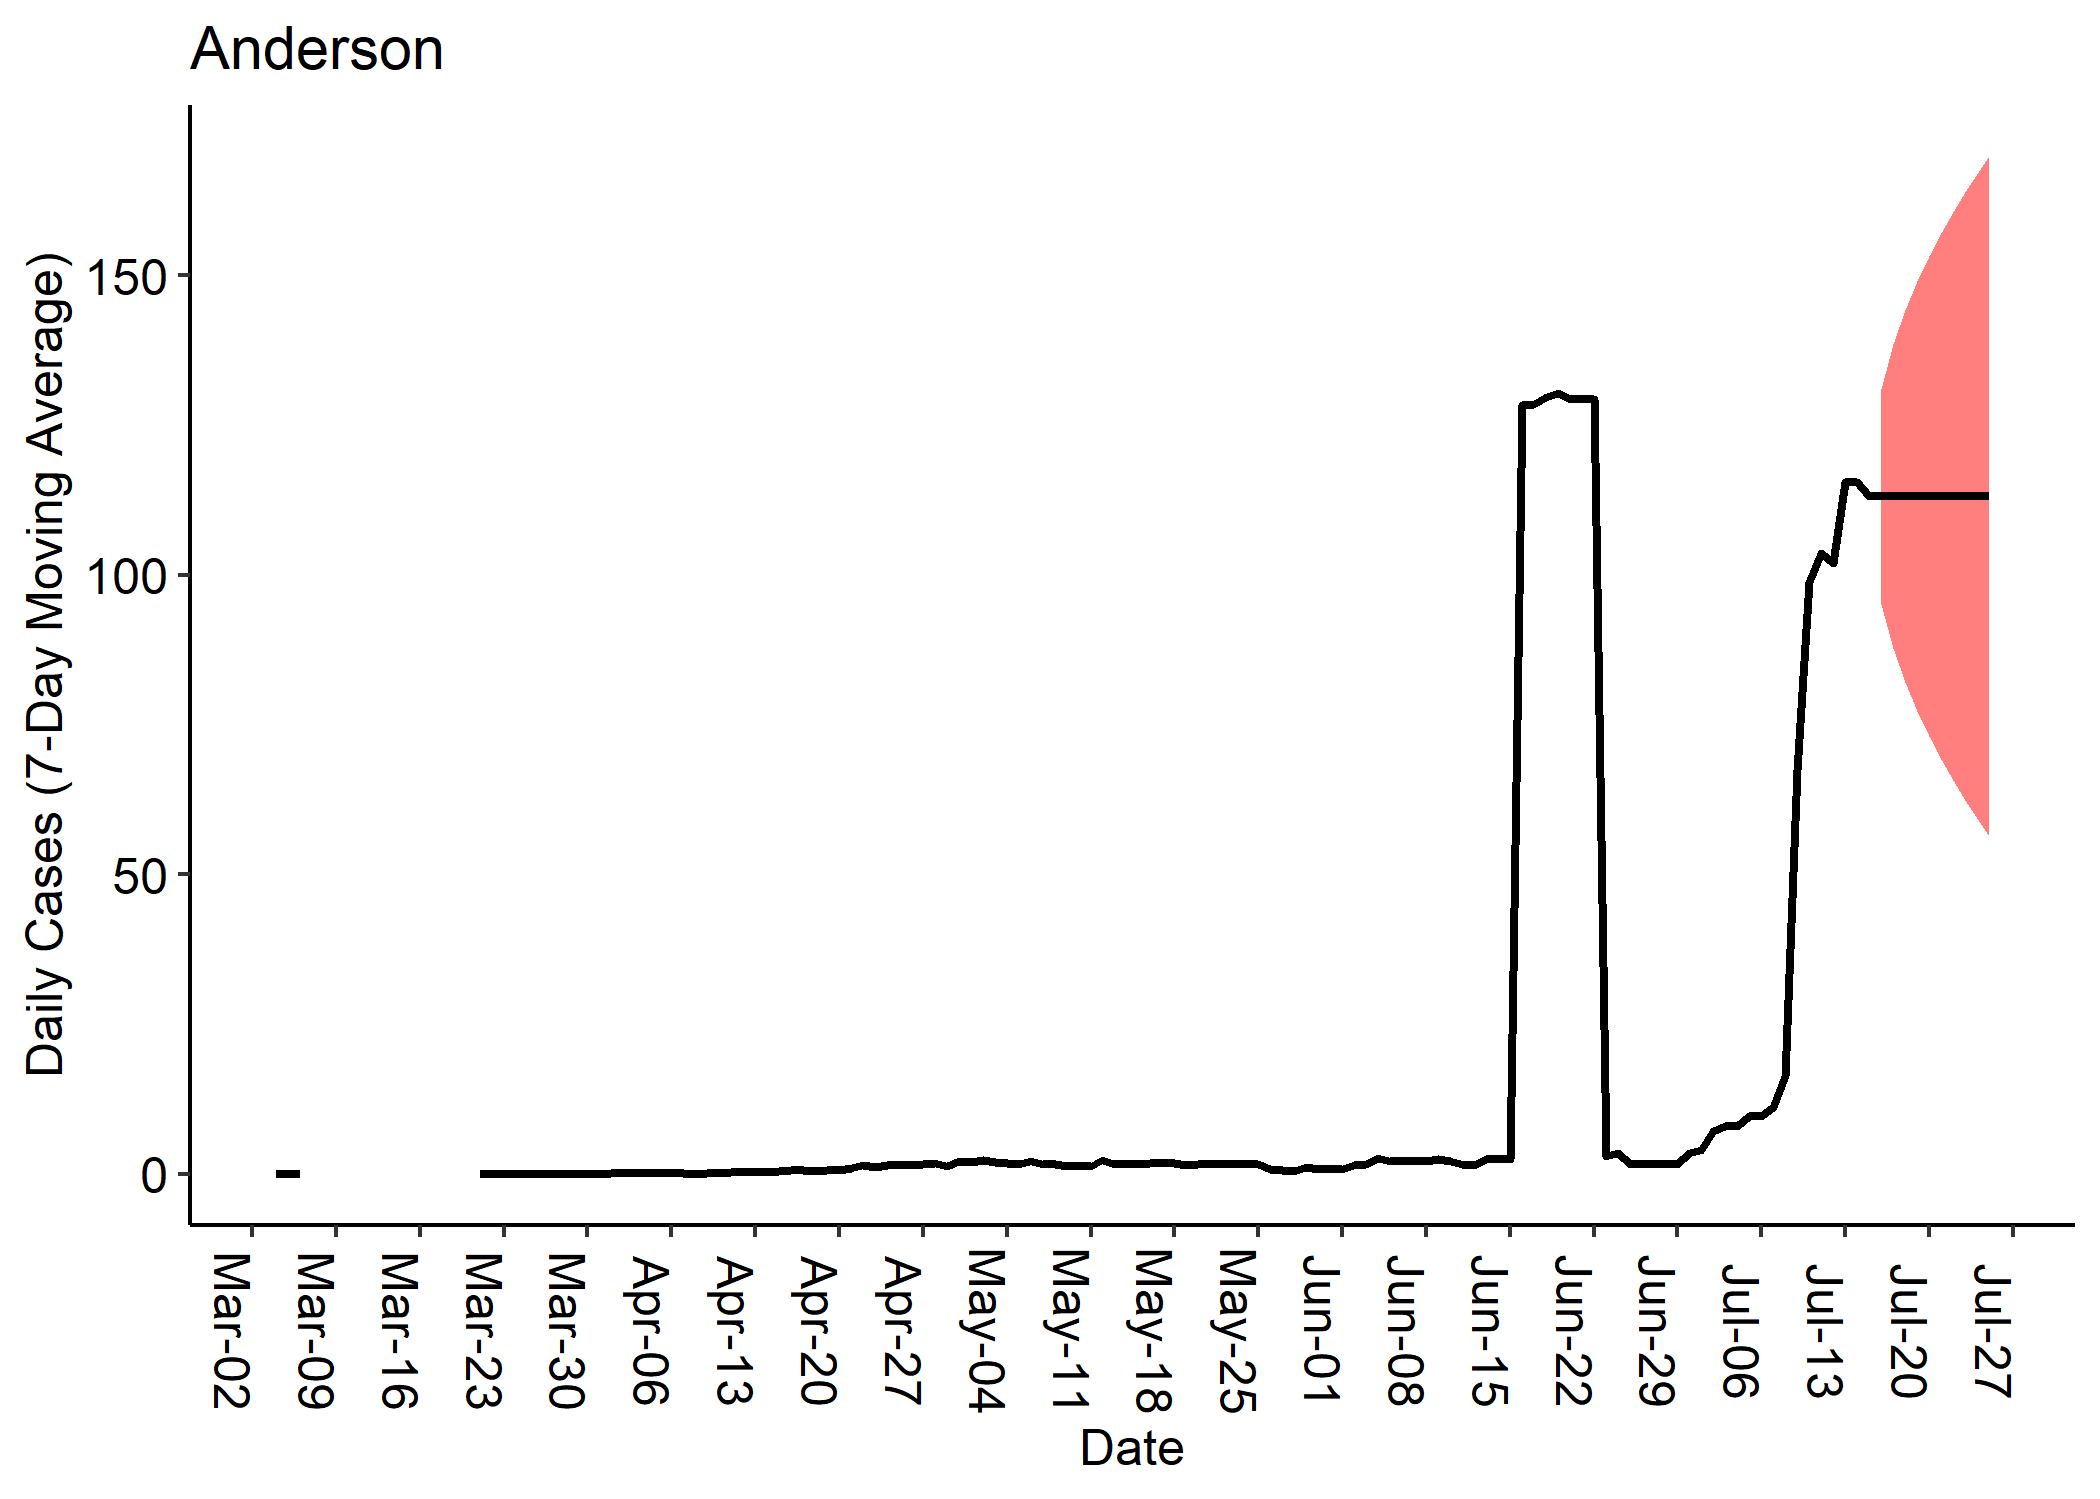 Anderson
Daily Cases (7-Day Moving Average)
150
100
50
0
Mar-02
Mar-09
Mar-16
Mar-23
Mar-30
Apr-06
Apr-13
Apr-20
Apr-27
May-04
May-11
May-18
May-25
Jun-01
Jun-08
Jun-15
Jun-22
Jun-29
Jul-06
Jul-13
Jul-20
Jul-27
Date